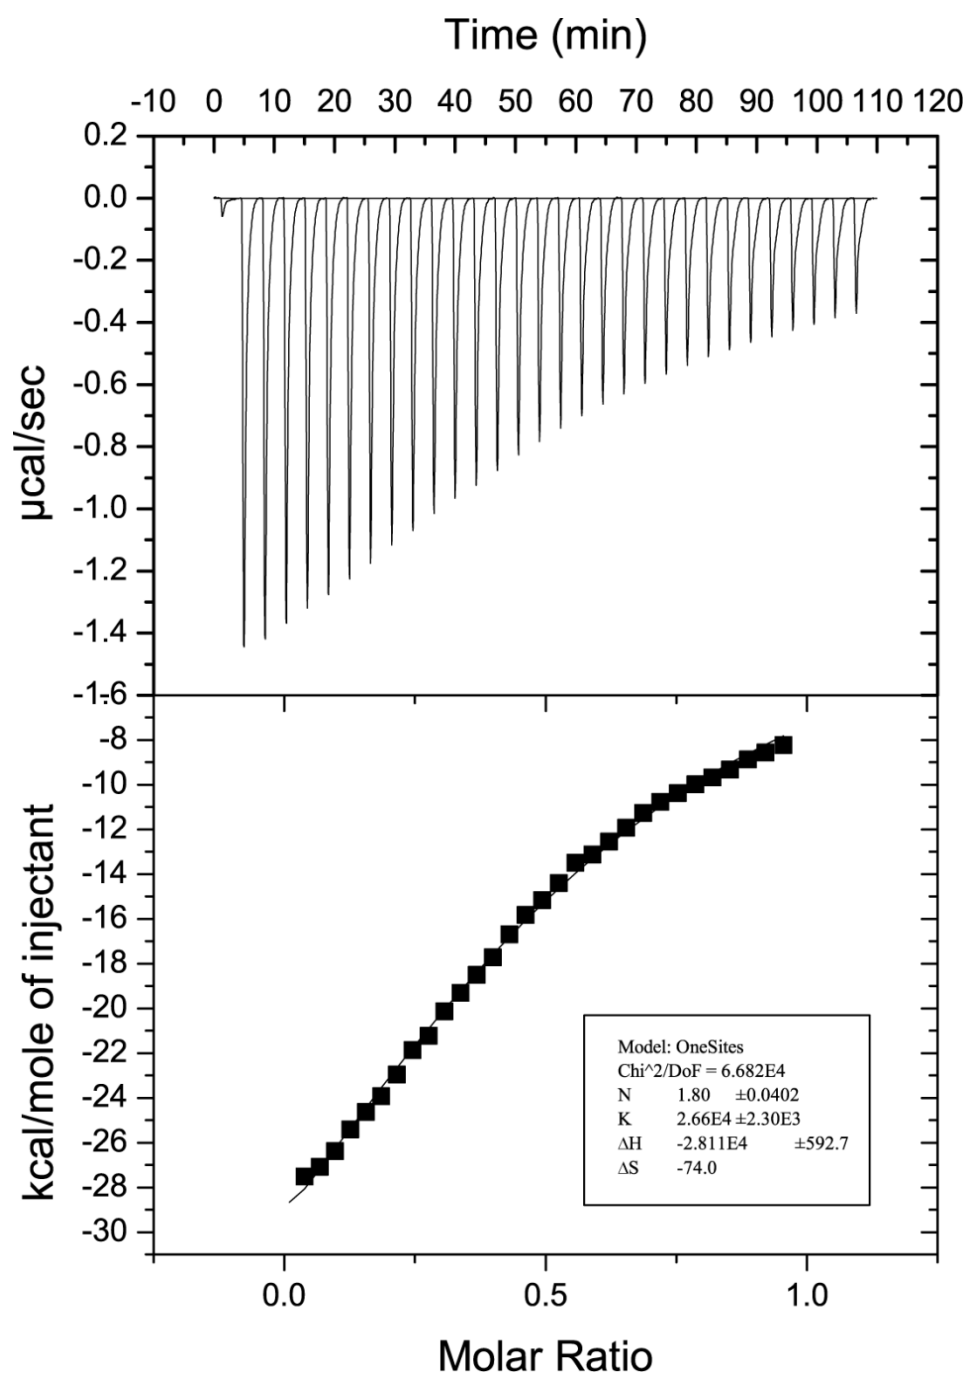 Time (min)
-10 0 10 20 30 40 50 60 70 80 90 100 110 120
0.2
0.0
-0.2
-0.4
-0.6
-0.8
-1.0
-1.2
-1.4
-1.6
µcal/sec
-8
-10
-12
-14
-16
-18
-20
-22
-24
-26
-28
-30
kcal/mole of injectant
Model: OneSites
Chi^2/DoF = 6.682E4
N 1.80 ±0.0402
K 2.66E4 ±2.30E3
ΔH -2.811E4 ±592.7
ΔS -74.0
0.0 0.5 1.0
Molar Ratio